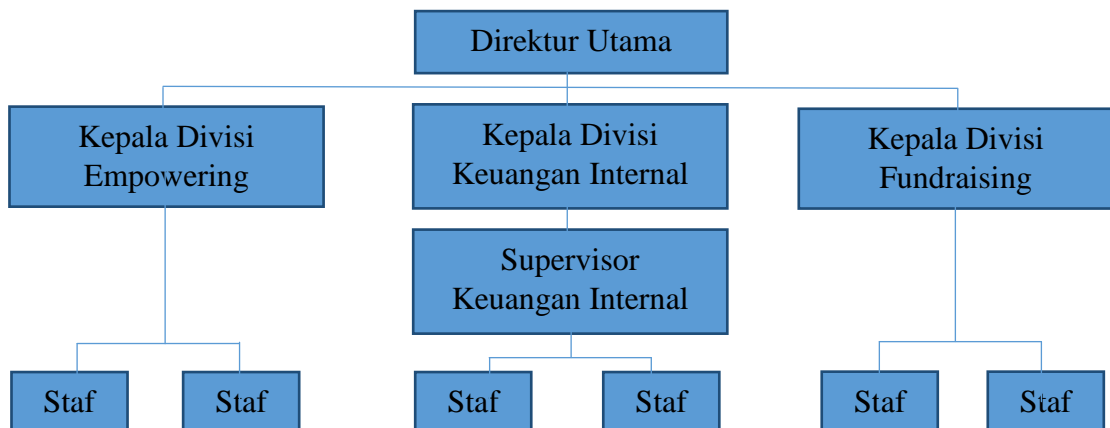 Direktur Utama
Kepala Divisi
Empowering
Kepala Divisi
Keuangan Internal
Kepala Divisi
Fundraising
Supervisor
Keuangan Internal
Staf
Staf
Staf
Staf
Staf
Staf